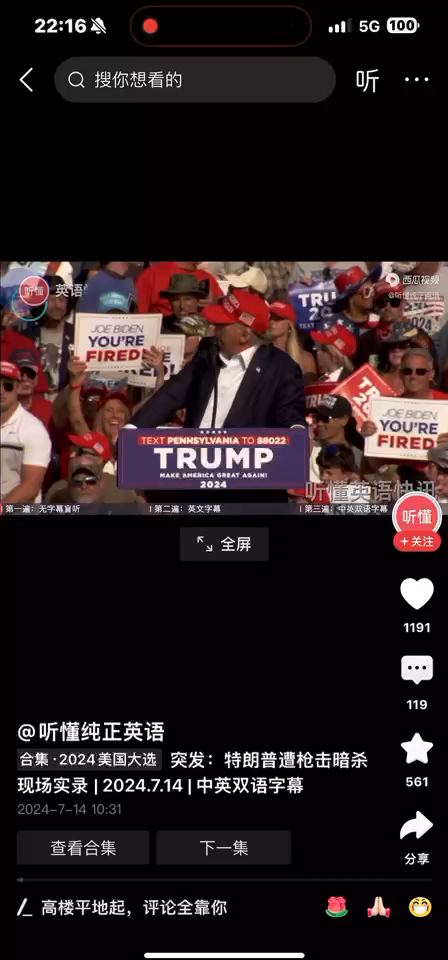 22:16
5G
100
搜你想看的
听
听懂
英语
西瓜视频
JOE BIDEN
YOU'RE
FIRED
TEXT PENNSYLVANIA TO 88022
TRUMP
MAKE AMERICA GREAT AGAIN!
2024
JOE BIDEN
YOU'RE
FIRED
听懂英语快讯
第一遍：无字幕盲听
第二遍：英文字幕
第三遍：中英双语字幕
听懂
+关注
全屏
1191
119
561
分享
@听懂纯正英语
合集·2024美国大选 突发：特朗普遭枪击暗杀
现场实录 | 2024.7.14 | 中英双语字幕
2024-7-14 10:31
查看合集
下一集
高楼平地起，评论全靠你